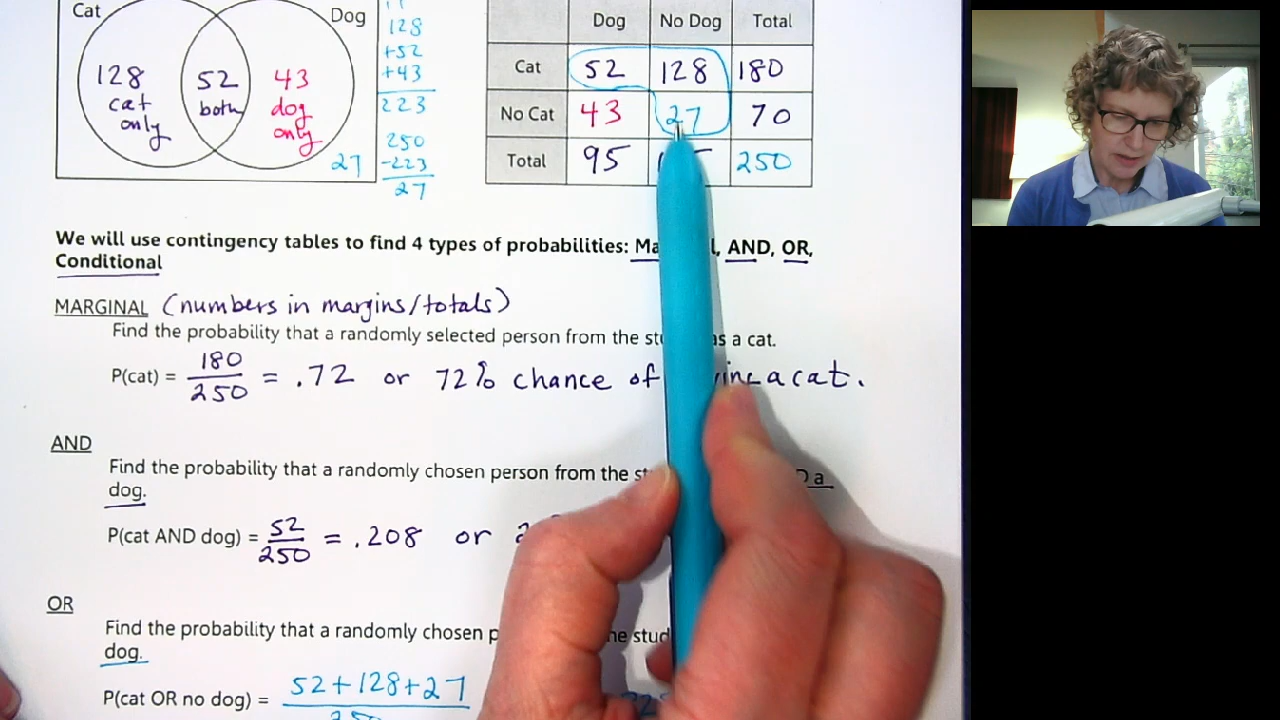 Cat
Dog
128
cat
only
52
both
43
dog
only
27
128
+52
+43
223
250
-223
27
Dog No Dog Total
Cat 52 128 180
No Cat 43 27 70
Total 95 250
We will use contingency tables to find 4 types of probabilities: AND, OR,
Conditional
MARGINAL (numbers in margins/totals)
Find the probability that a randomly selected person from the a cat.
P(cat) = 180/250 = .72 or 72% chance of a cat.
AND
Find the probability that a randomly chosen person from the a
dog.
P(cat AND dog) = 52/250 = .208 or
OR
Find the probability that a randomly chosen
dog.
P(cat OR no dog) = 52+128+27